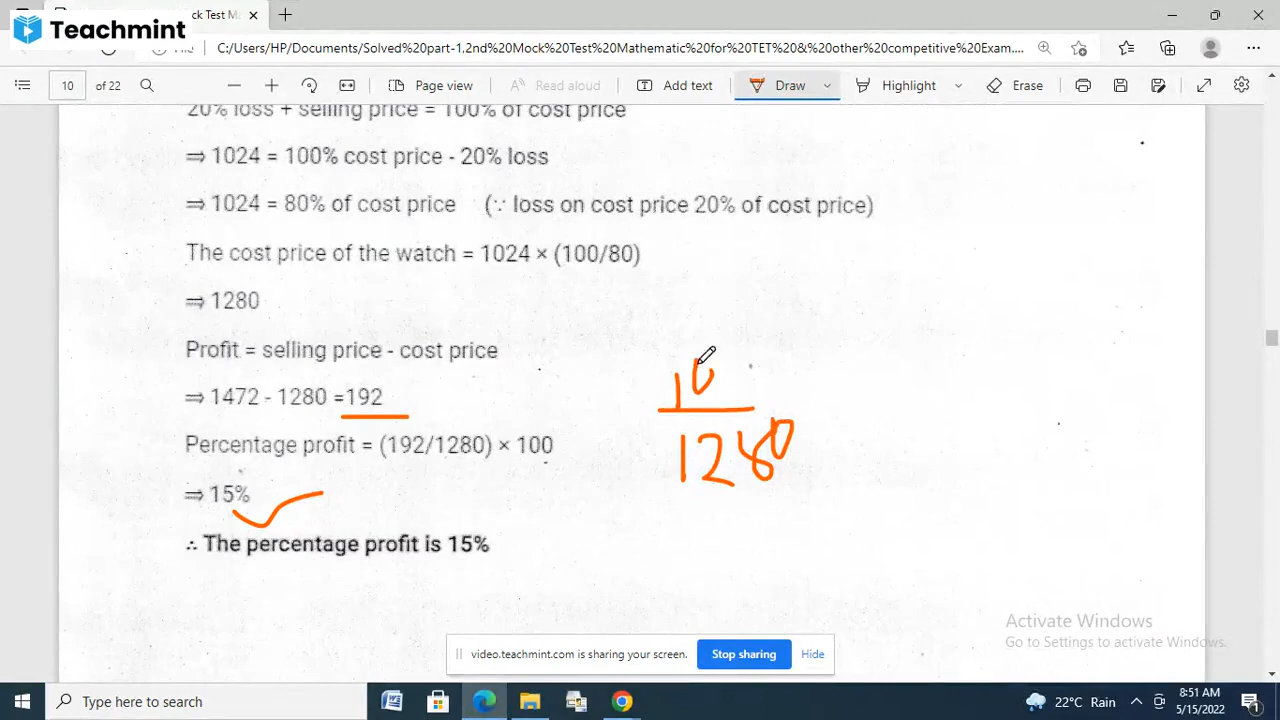 Teachmint
ck Test Ma
C:/Users/HP/Documents/Solved%20part-1,2nd%20Mock%20Test%20Mathematic%20for%20TET%20&%20other%20competitive%20Exam....
10 of 22 Page view Read aloud Add text Draw Highlight Erase
20% loss + selling price = 100% of cost price
⇒ 1024 = 100% cost price - 20% loss
⇒ 1024 = 80% of cost price (∵ loss on cost price 20% of cost price)
The cost price of the watch = 1024 × (100/80)
⇒ 1280
Profit = selling price - cost price
⇒ 1472 - 1280 =192
10
1280
Percentage profit = (192/1280) × 100
⇒ 15%
∴ The percentage profit is 15%
Activate Windows
Go to Settings to activate Windows.
video.teachmint.com is sharing your screen. Stop sharing Hide
Type here to search
22°C Rain
8:51 AM
5/15/2022
1